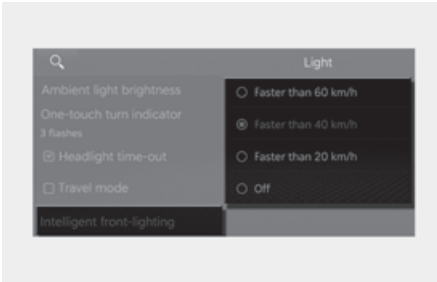 Light
Ambient light brightness
One-touch turn indicator
3 flashes
Headlight time-out
Travel mode
Intelligent front-lighting
Faster than 60 km/h
Faster than 40 km/h
Faster than 20 km/h
Off